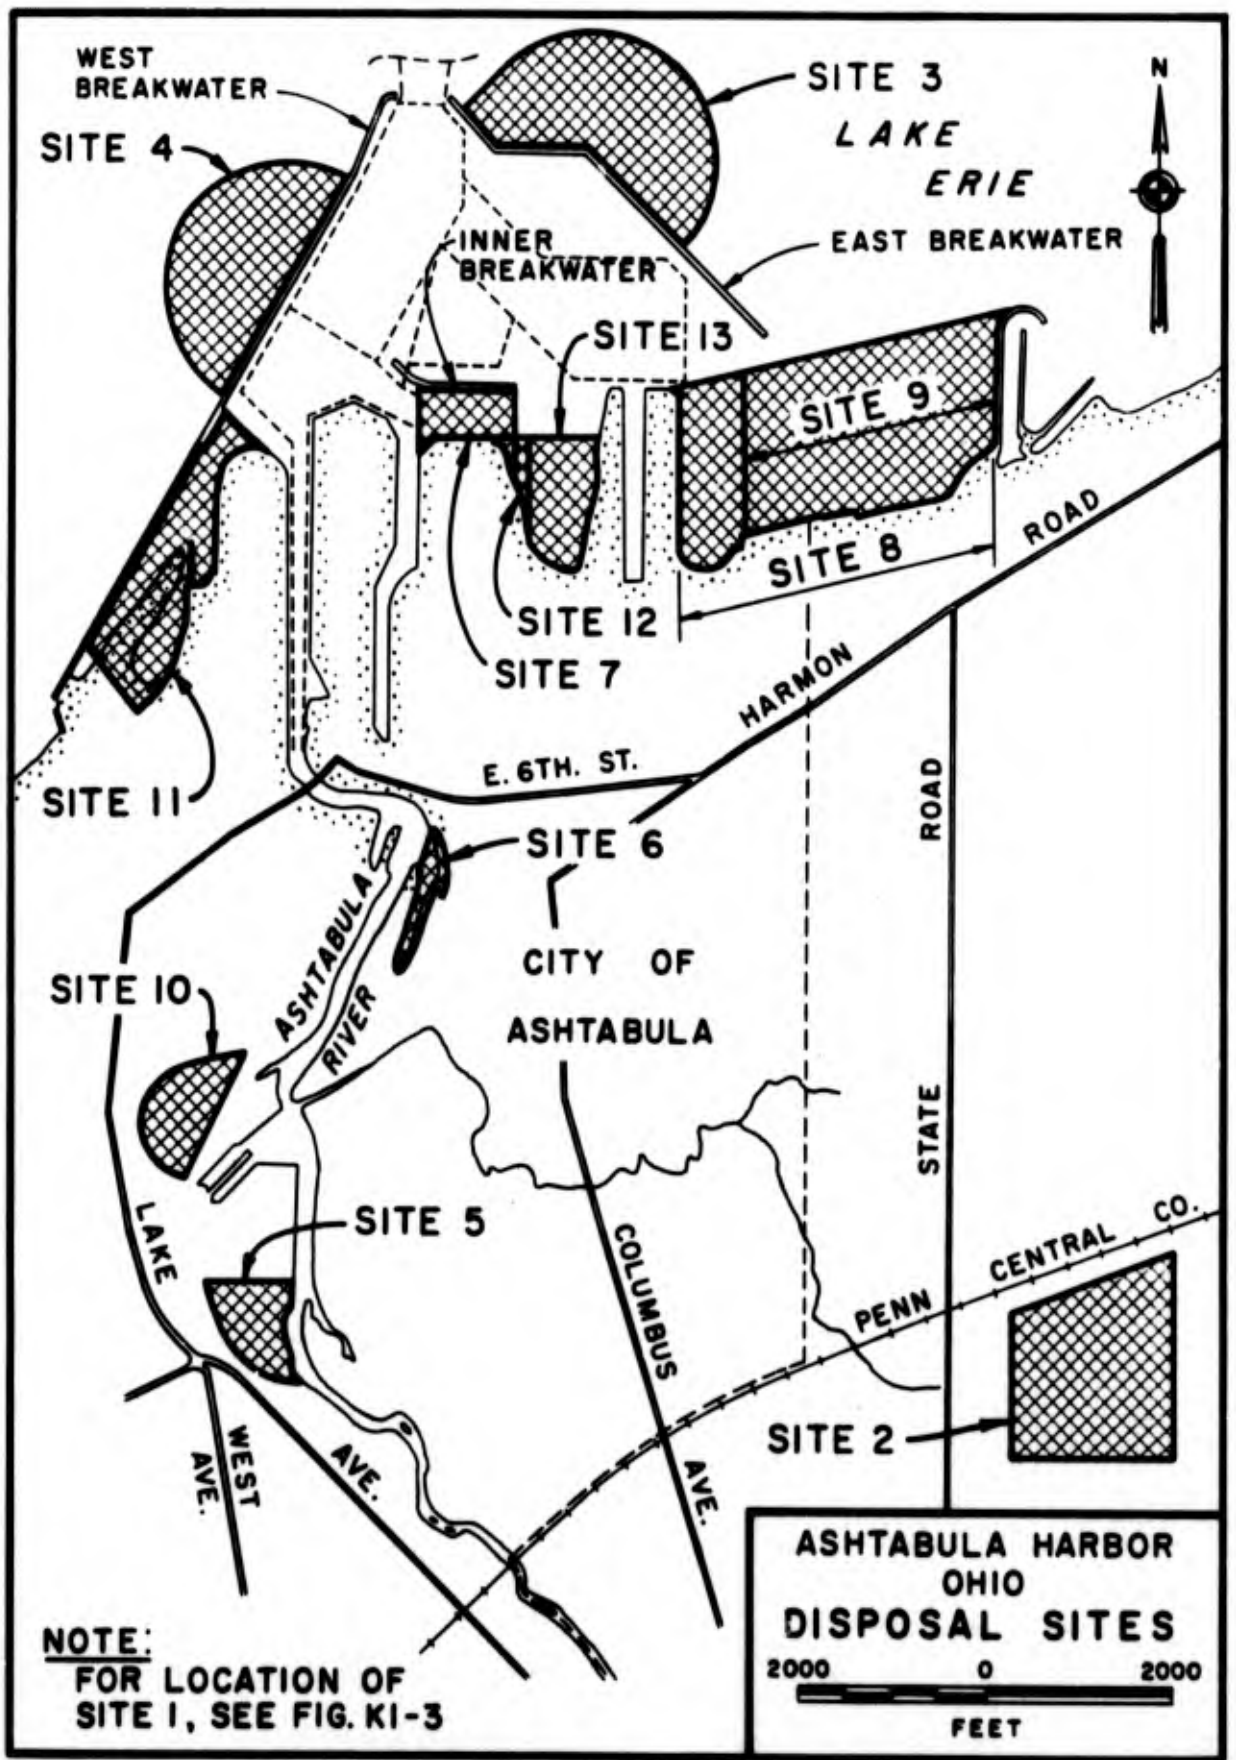 WEST
BREAKWATER
SITE 3
N
LAKE
ERIE
SITE 4
INNER
BREAKWATER
EAST BREAKWATER
SITE 13
SITE 9
ROAD
SITE 8
SITE 12
SITE 7
HARMON
E. 6TH. ST.
SITE 11
SITE 6
ROAD
ASHTABULA
RIVER
CITY OF
ASHTABULA
SITE 10
STATE
LAKE
SITE 5
COLUMBUS
CENTRAL CO.
PENN
SITE 2
WEST
AVE.
AVE.
AVE.
NOTE:
FOR LOCATION OF
SITE 1, SEE FIG. K1-3
ASHTABULA HARBOR
OHIO
DISPOSAL SITES
2000 0 2000
FEET